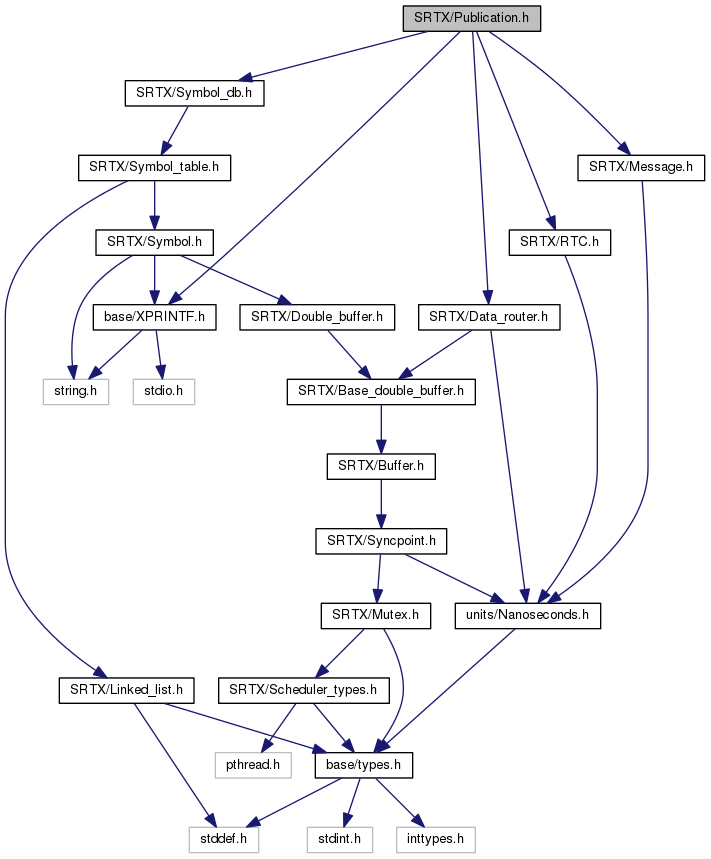 SRTX/Publication.h
SRTX/Symbol_db.h
SRTX/Symbol_table.h
SRTX/Message.h
SRTX/Symbol.h
SRTX/RTC.h
base/XPRINTF.h
SRTX/Double_buffer.h
SRTX/Data_router.h
string.h
stdio.h
SRTX/Base_double_buffer.h
SRTX/Buffer.h
SRTX/Syncpoint.h
SRTX/Mutex.h
units/Nanoseconds.h
SRTX/Linked_list.h
SRTX/Scheduler_types.h
pthread.h
base/types.h
stddef.h
stdint.h
inttypes.h